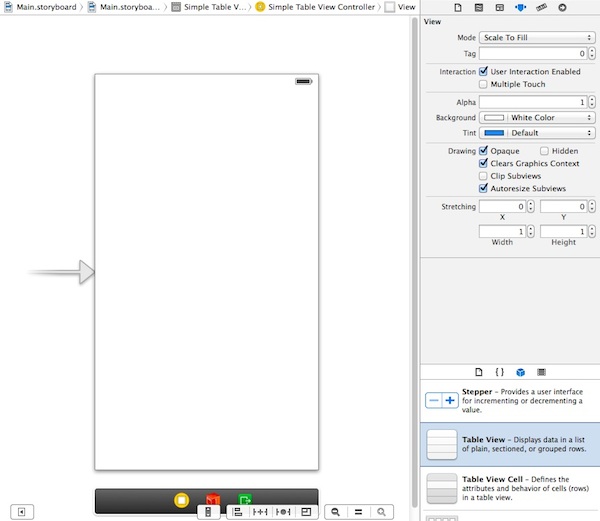 Main.storyboard
Main.storyboa...
Simple Table V...
Simple Table View Controller
View
View
Mode Scale To Fill
Tag 0
Interaction User Interaction Enabled
Multiple Touch
Alpha 1
Background White Color
Tint Default
Drawing Opaque Hidden
Clears Graphics Context
Clip Subviews
Autoresize Subviews
Stretching 0 0
X Y
1 1
Width Height
{ }
Stepper – Provides a user interface
for incrementing or decrementing a
value.
Table View – Displays data in a list
of plain, sectioned, or grouped rows.
Table View Cell – Defines the
attributes and behavior of cells (rows)
in a table view.